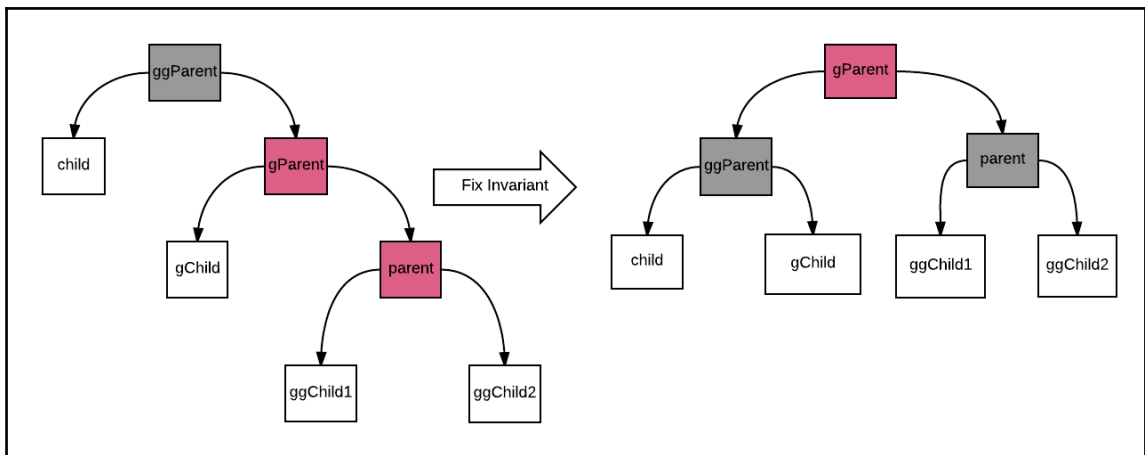 ggParent
gParent
child
gParent
ggParent
parent
Fix Invariant
gChild
parent
child
gChild
ggChild1
ggChild2
ggChild1
ggChild2